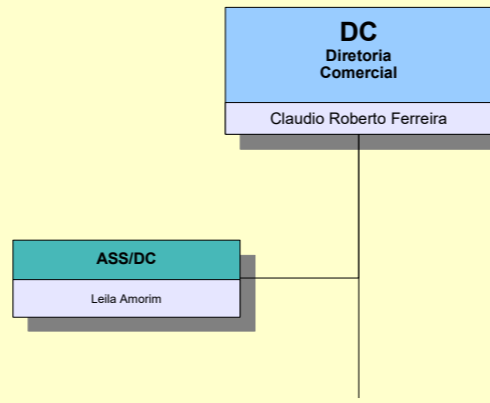 DC
Diretoria
Comercial
Claudio Roberto Ferreira
ASS/DC
Leila Amorim